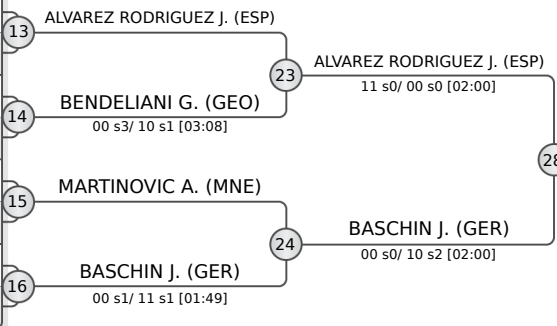 13
ALVAREZ RODRIGUEZ J. (ESP)
23
ALVAREZ RODRIGUEZ J. (ESP)
11 s0/ 00 s0 [02:00]
14
BENDELIANI G. (GEO)
00 s3/ 10 s1 [03:08]
28
15
MARTINOVIC A. (MNE)
24
BASCHIN J. (GER)
00 s0/ 10 s2 [02:00]
16
BASCHIN J. (GER)
00 s1/ 11 s1 [01:49]